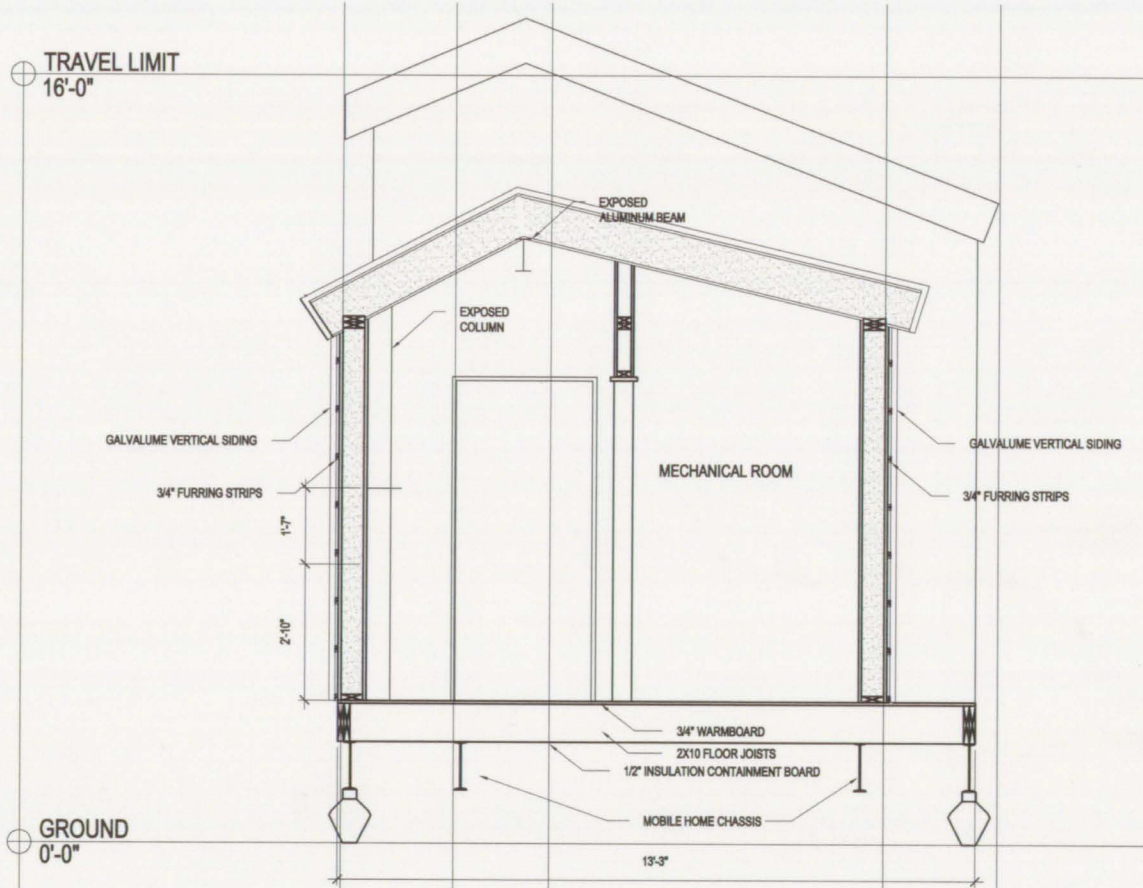 TRAVEL LIMIT
16'-0"
EXPOSED
ALUMINUM BEAM
EXPOSED
COLUMN
GALVALUME VERTICAL SIDING
GALVALUME VERTICAL SIDING
MECHANICAL ROOM
3/4" FURRING STRIPS
3/4" FURRING STRIPS
1'-7"
2'-10"
3/4" WARMBOARD
2X10 FLOOR JOISTS
1/2" INSULATION CONTAINMENT BOARD
MOBILE HOME CHASSIS
GROUND
0'-0"
13'-3"